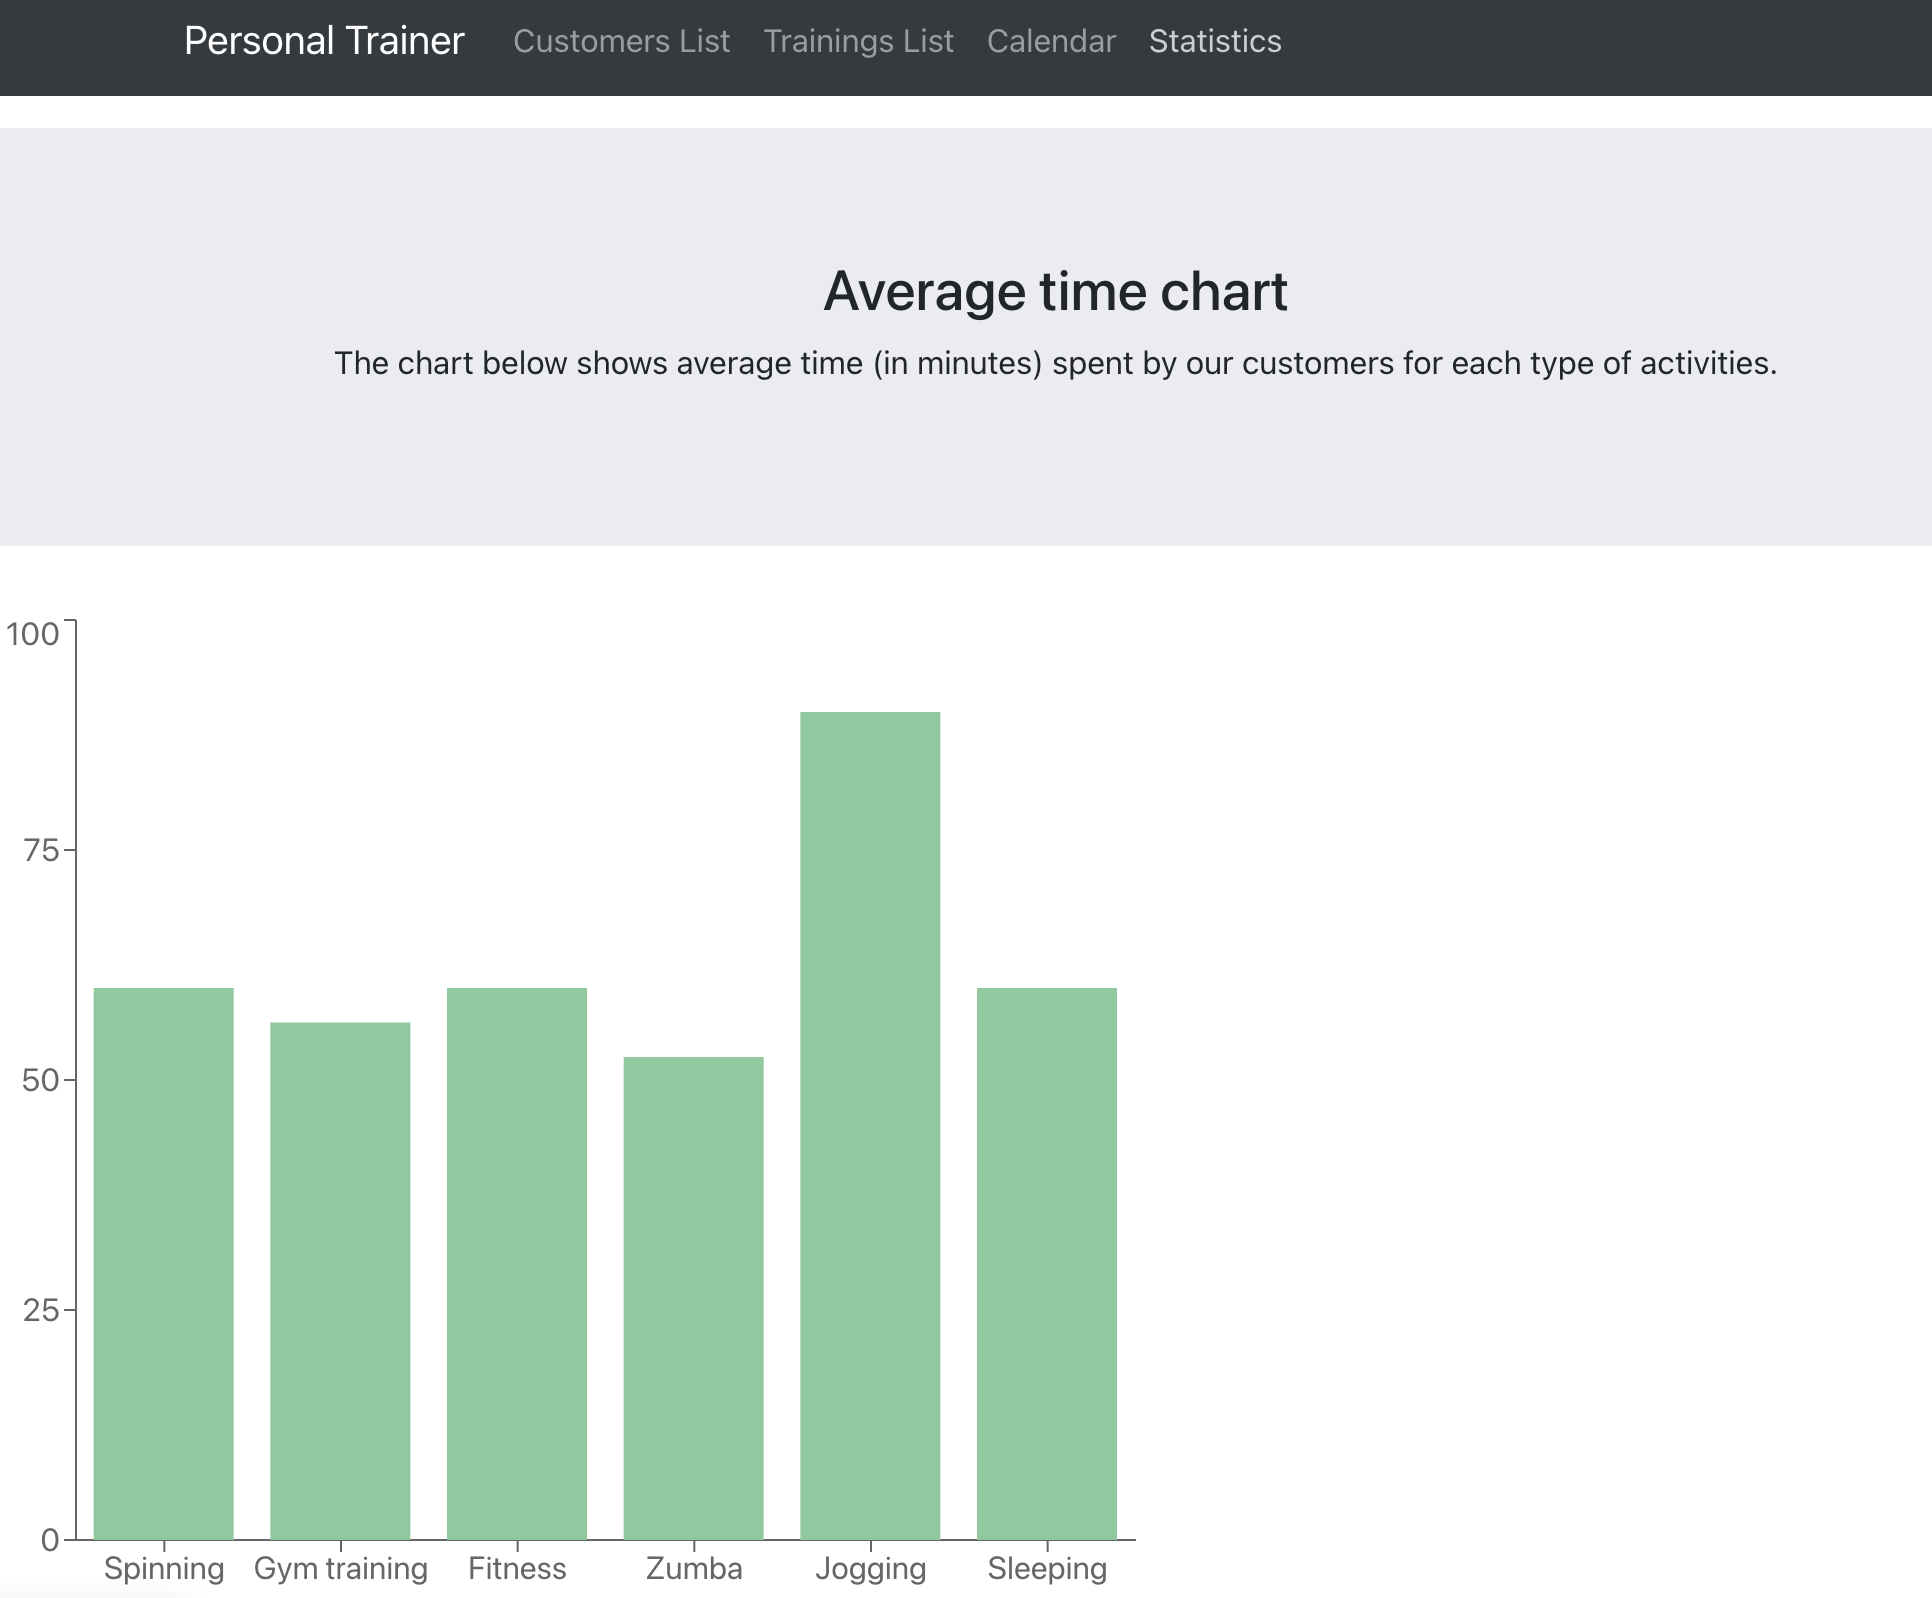 Personal Trainer Customers List Trainings List Calendar Statistics
Average time chart
The chart below shows average time (in minutes) spent by our customers for each type of activities.
100
75
50
25
0
Spinning Gym training Fitness Zumba Jogging Sleeping